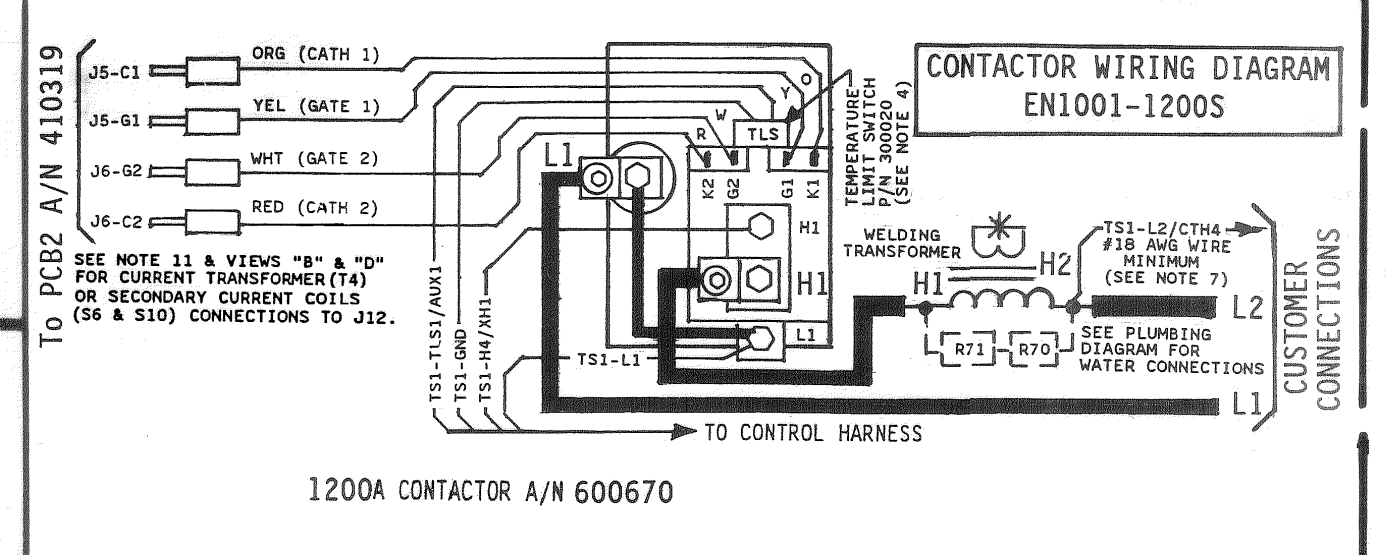 To PCB2 A/N 410319
J5-C1
ORG (CATH 1)
J5-G1
YEL (GATE 1)
J6-G2
WHT (GATE 2)
J6-C2
RED (CATH 2)
SEE NOTE 11 & VIEWS "B" & "D"
FOR CURRENT TRANSFORMER (T4)
OR SECONDARY CURRENT COILS
(S6 & S10) CONNECTIONS TO J12.
TS1-TLS1/AUX1
TS1-GND
TS1-H4/XH1
TS1-L1
L1
R
W
Y
O
TLS
K2
G2
G1
K1
H1
H1
L1
TEMPERATURE
LIMIT SWITCH
P/N 300020
(SEE NOTE 4)
CONTACTOR WIRING DIAGRAM
EN1001-1200S
WELDING
TRANSFORMER
H1
H2
TS1-L2/CTH4
#18 AWG WIRE
MINIMUM
(SEE NOTE 7)
L2
R71
R70
SEE PLUMBING
DIAGRAM FOR
WATER CONNECTIONS
L1
CUSTOMER
CONNECTIONS
TO CONTROL HARNESS
1200A CONTACTOR A/N 600670